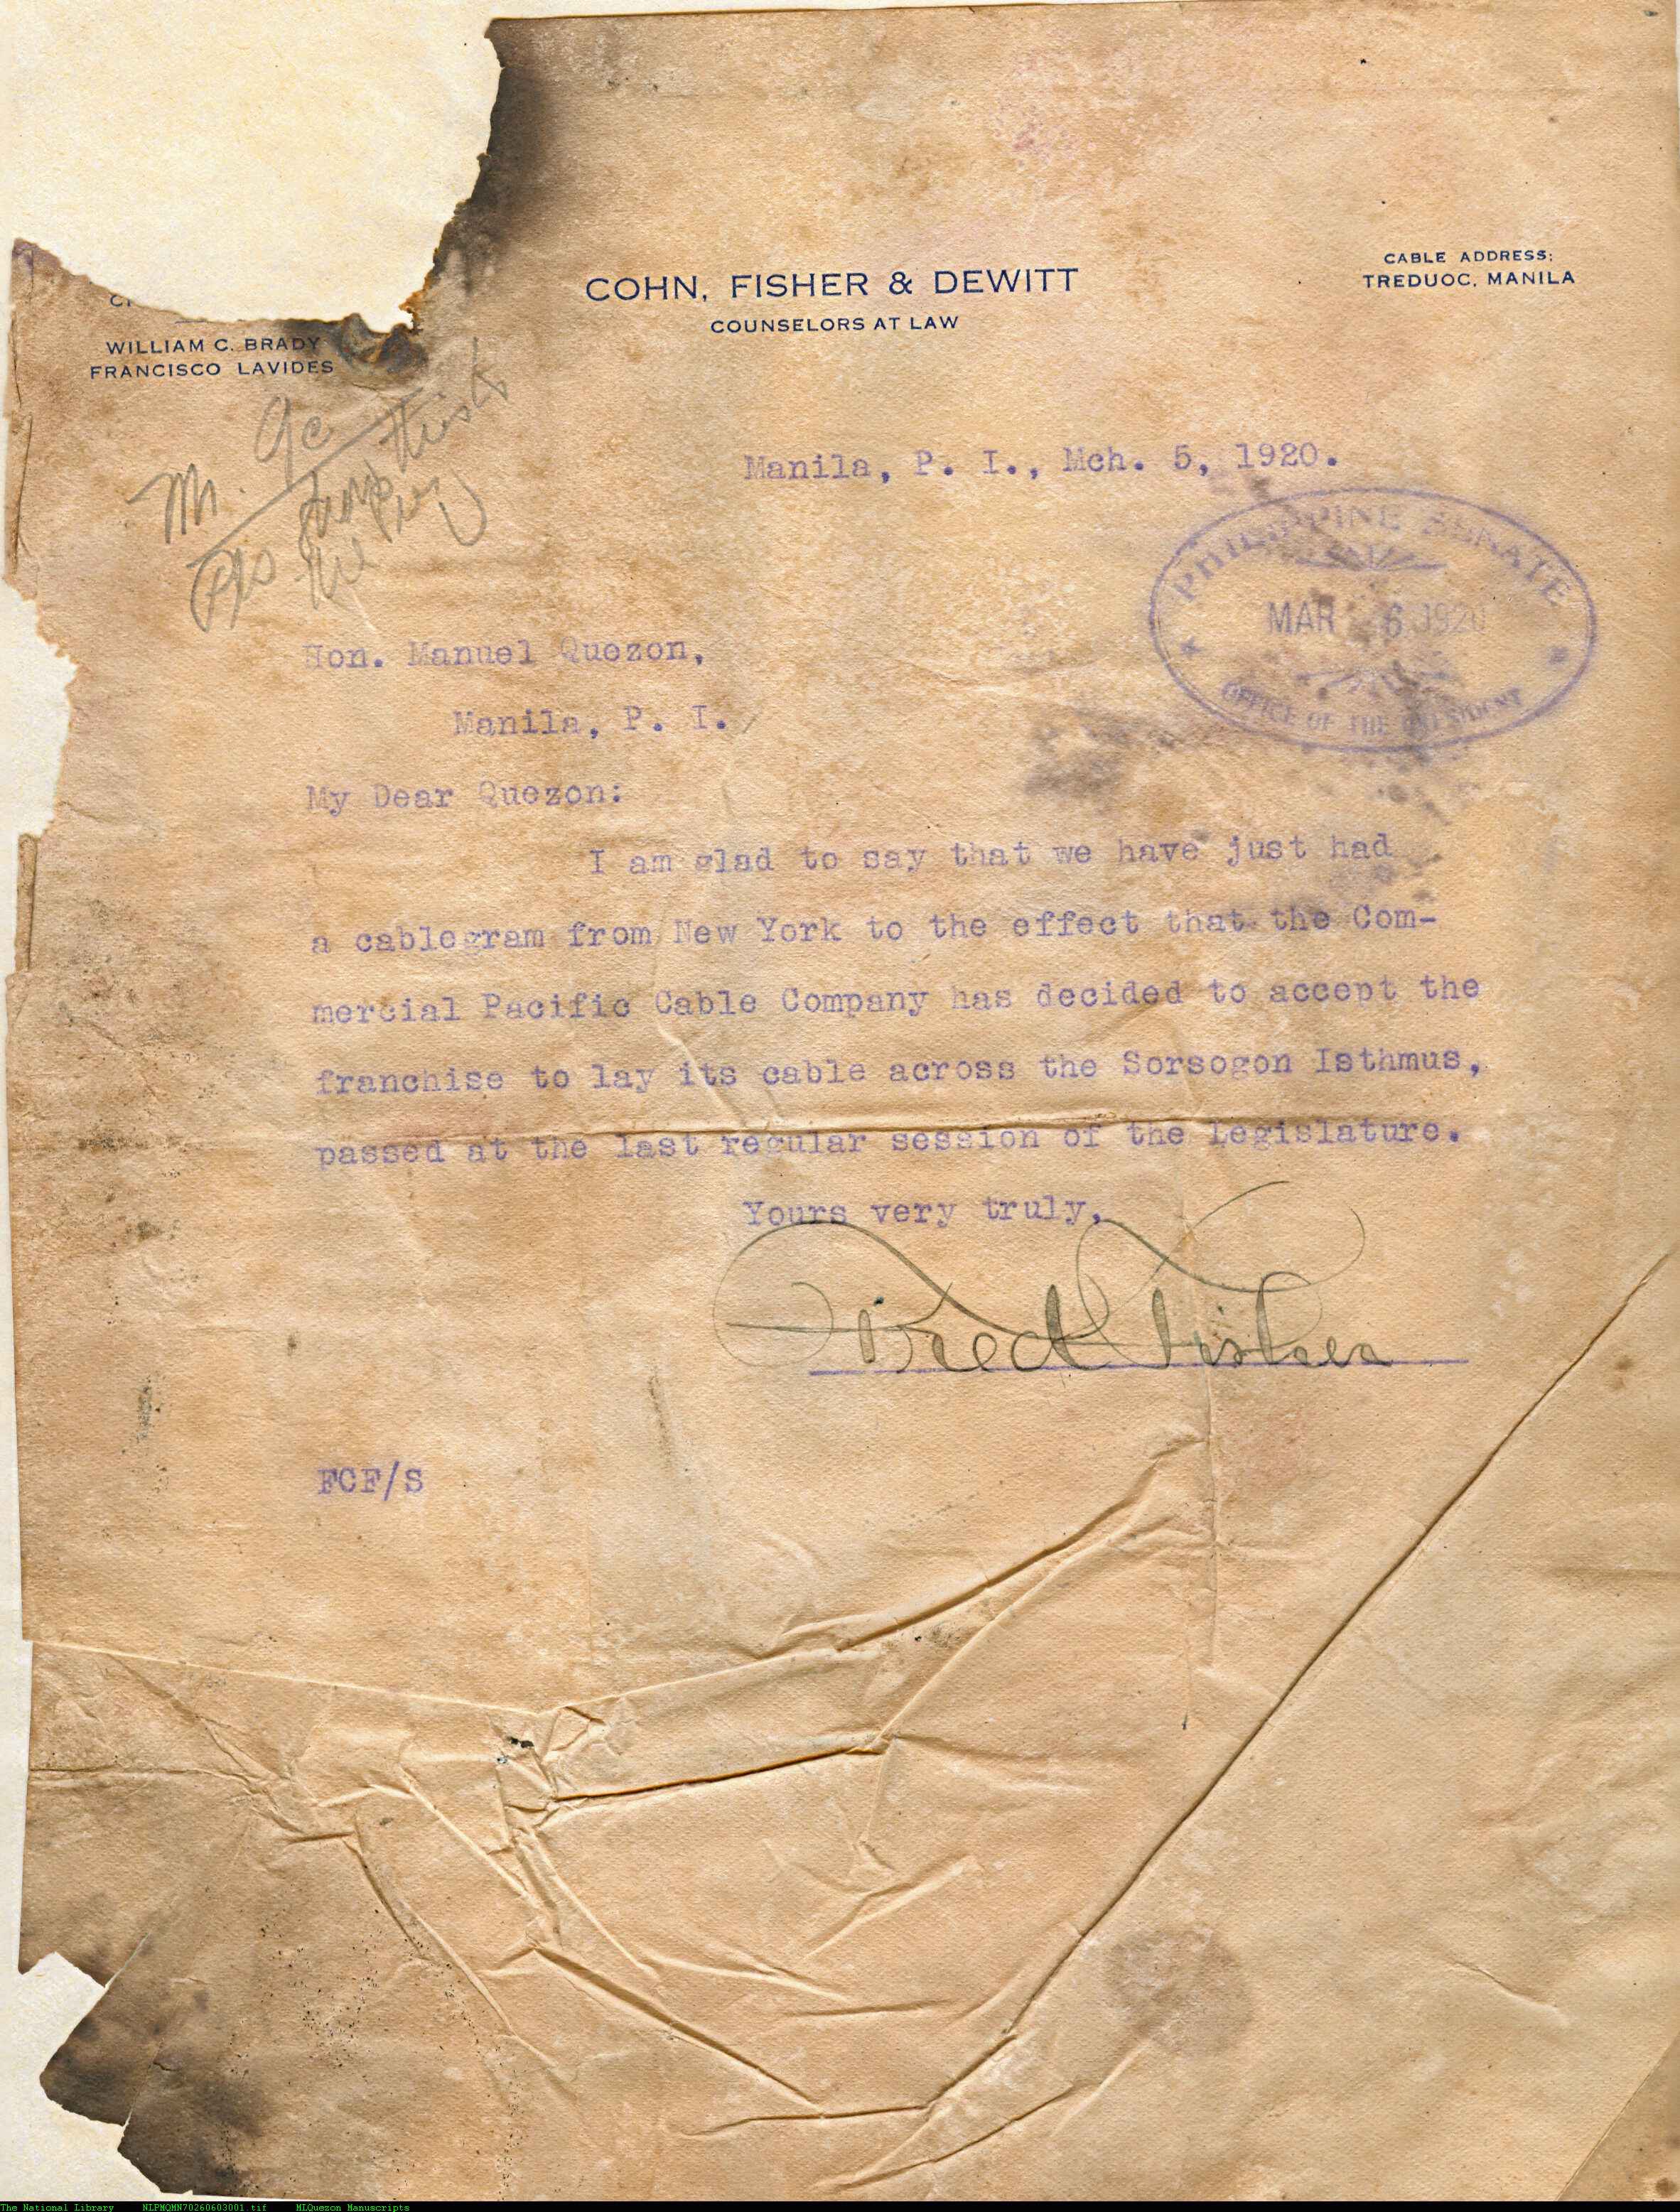 COHN, FISHER & DEWITT
COUNSELORS AT LAW
CABLE ADDRESS:
TREDUOC, MANILA
WILLIAM C. BRADY
FRANCISCO LAVIDES
Mr.
Manila, P. I., Mch. 5, 1920.
PHILIPPINE SENATE
MAR 6 1920
OFFICE OF THE PRESIDENT
Hon. Manuel Quezon,
Manila, P. I.
My Dear Quezon:
I am glad to say that we have just had
a cablegram from New York to the effect that the Com-
mercial Pacific Cable Company has decided to accept the
franchise to lay its cable across the Sorsogon Isthmus,
passed at the last regular session of the Legislature.
Yours very truly,
Fred Fisher
FCF/S
The National Library NLPMQMN70260603001.tif MLQuezon Manuscripts